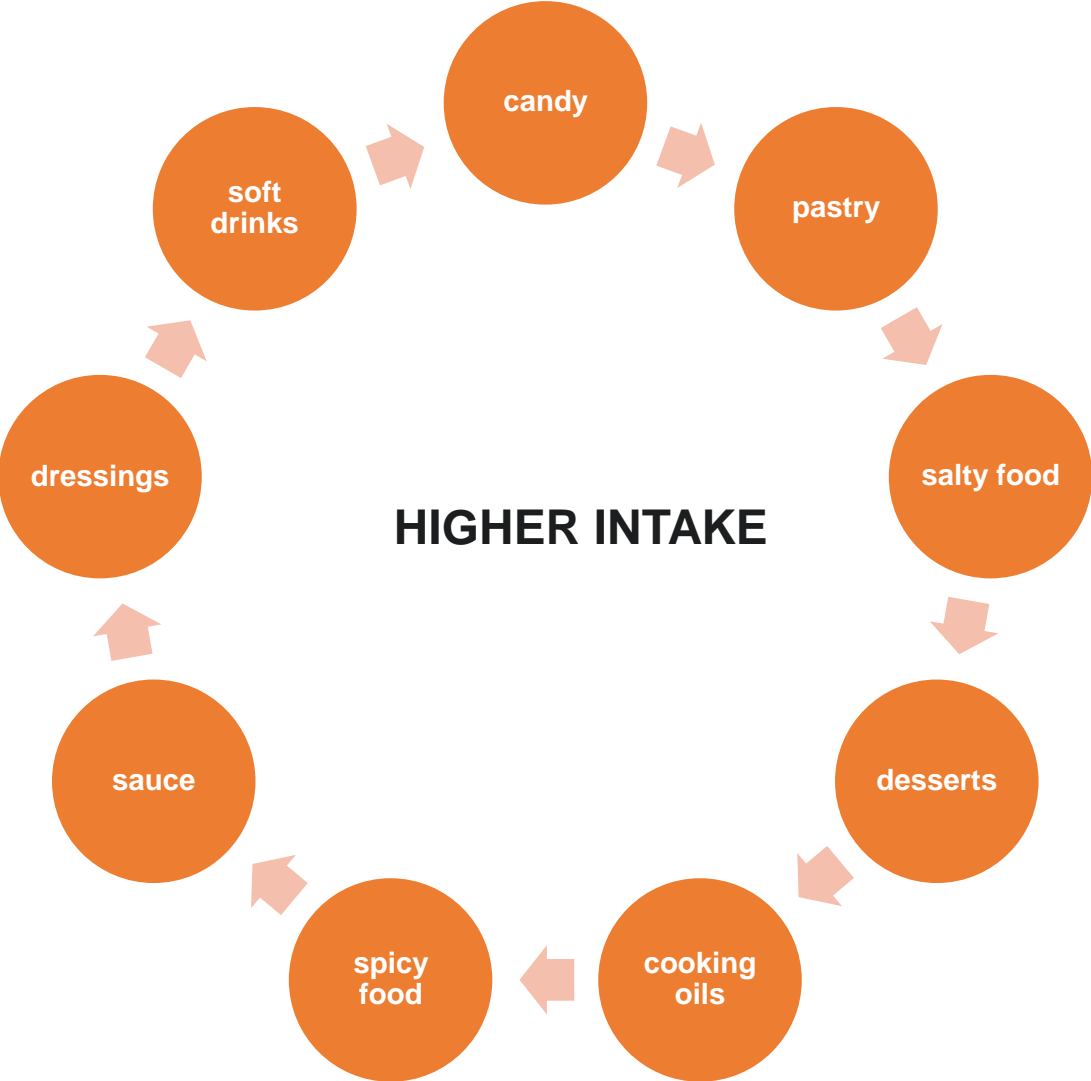 candy
pastry
salty food
desserts
cooking
oils
spicy
food
sauce
dressings
soft
drinks
HIGHER INTAKE